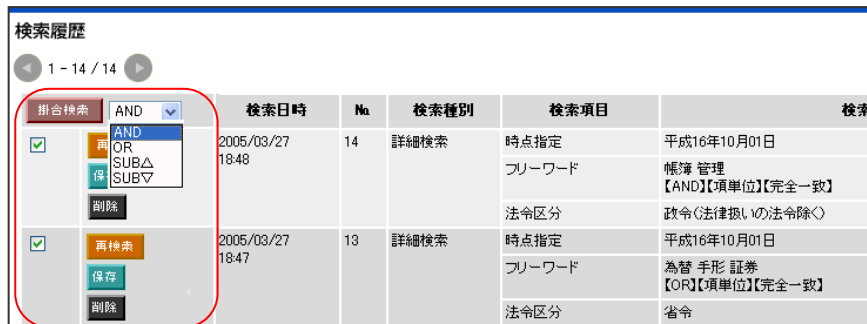 検索履歴
1 - 14 / 14
掛合検索 AND 検索日時 No. 検索種別 検索項目
AND
OR
SUB△
SUB▽
保
削除
2005/03/27
18:48
14
詳細検索
時点指定
平成16年10月01日
フリーワード
帳簿 管理
【AND】【項単位】【完全一致】
法令区分
政令(法律扱いの法令除く)
再検索
保存
削除
2005/03/27
18:47
13
詳細検索
時点指定
平成16年10月01日
フリーワード
為替 手形 証券
【OR】【項単位】【完全一致】
法令区分
省令